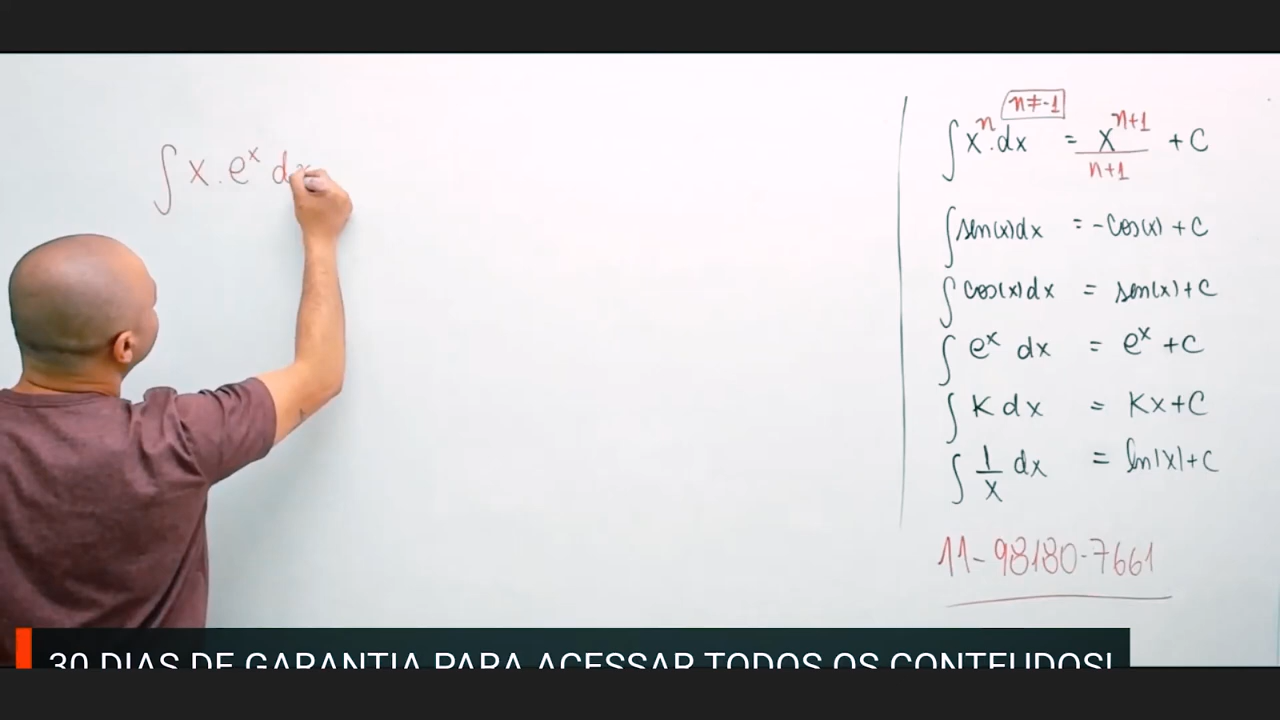 ∫ x . eˣ dx
n ≠ -1
∫ xⁿ . dx = xⁿ⁺¹/n+1 + C
∫ sen(x)dx = -cos(x) + C
∫ cos(x)dx = sen(x) + C
∫ eˣ dx = eˣ + C
∫ K dx = Kx + C
∫ 1/x dx = ln|x| + C
11-98180-7661
30 DIAS DE GARANTIA PARA ACESSAR TODOS OS CONTEUDOS!